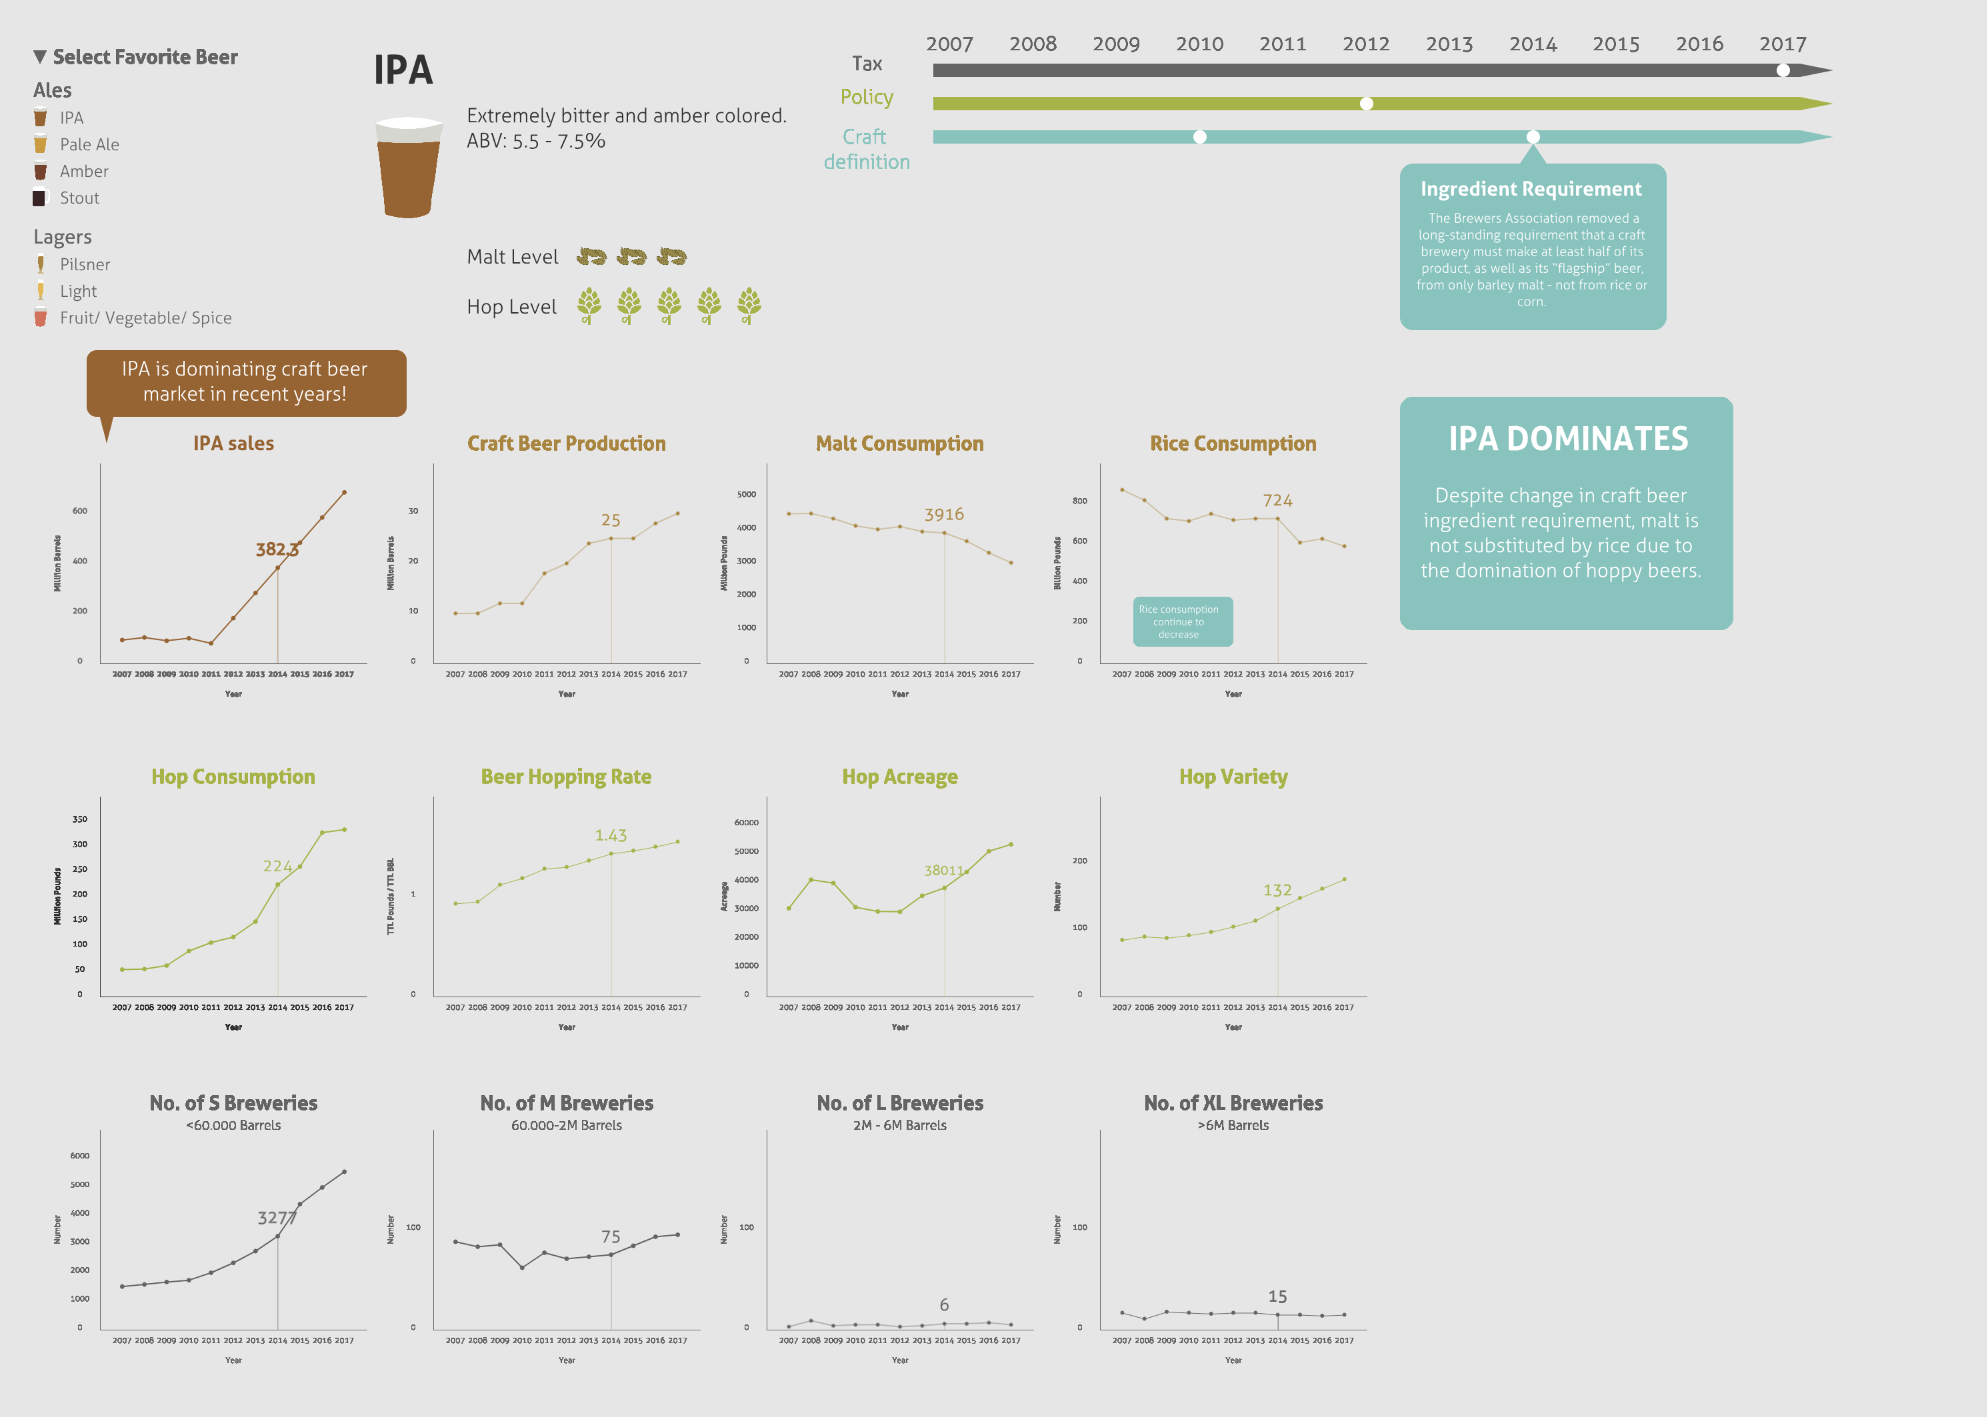 ▼ Select Favorite Beer
Ales
IPA
Pale Ale
Amber
Stout
Lagers
Pilsner
Light
Fruit/ Vegetable/ Spice
IPA
Extremely bitter and amber colored.
ABV: 5.5 - 7.5%
Malt Level
Hop Level
2007 2008 2009 2010 2011 2012 2013 2014 2015 2016 2017
Tax
Policy
Craft
definition
Ingredient Requirement
The Brewers Association removed a
long-standing requirement that a craft
brewery must make at least half of its
product, as well as its "flagship" beer,
from only barley malt - not from rice or
corn.
IPA is dominating craft beer
market in recent years!
IPA sales
Million Barrels
600
400
200
0
382.3
2007 2008 2009 2010 2011 2012 2013 2014 2015 2016 2017
Year
Craft Beer Production
Million Barrels
30
20
10
0
25
2007 2008 2009 2010 2011 2012 2013 2014 2015 2016 2017
Year
Malt Consumption
Million Pounds
5000
4000
3000
2000
1000
0
3916
2007 2008 2009 2010 2011 2012 2013 2014 2015 2016 2017
Year
Rice Consumption
Billion Pounds
800
600
400
200
0
724
Rice consumption
continue to
decrease
2007 2008 2009 2010 2011 2012 2013 2014 2015 2016 2017
Year
IPA DOMINATES
Despite change in craft beer
ingredient requirement, malt is
not substituted by rice due to
the domination of hoppy beers.
Hop Consumption
Million Pounds
350
300
250
200
150
100
50
0
224
2007 2008 2009 2010 2011 2012 2013 2014 2015 2016 2017
Year
Beer Hopping Rate
TTL Pounds / TTL BBL
1
0
1.43
2007 2008 2009 2010 2011 2012 2013 2014 2015 2016 2017
Year
Hop Acreage
Acreage
60000
50000
40000
30000
20000
10000
0
38011
2007 2008 2009 2010 2011 2012 2013 2014 2015 2016 2017
Year
Hop Variety
Number
200
100
0
132
2007 2008 2009 2010 2011 2012 2013 2014 2015 2016 2017
Year
No. of S Breweries
<60.000 Barrels
Number
6000
5000
4000
3000
2000
1000
0
3277
2007 2008 2009 2010 2011 2012 2013 2014 2015 2016 2017
Year
No. of M Breweries
60.000-2M Barrels
Number
100
0
75
2007 2008 2009 2010 2011 2012 2013 2014 2015 2016 2017
Year
No. of L Breweries
2M - 6M Barrels
Number
100
0
6
2007 2008 2009 2010 2011 2012 2013 2014 2015 2016 2017
Year
No. of XL Breweries
>6M Barrels
Number
100
0
15
2007 2008 2009 2010 2011 2012 2013 2014 2015 2016 2017
Year